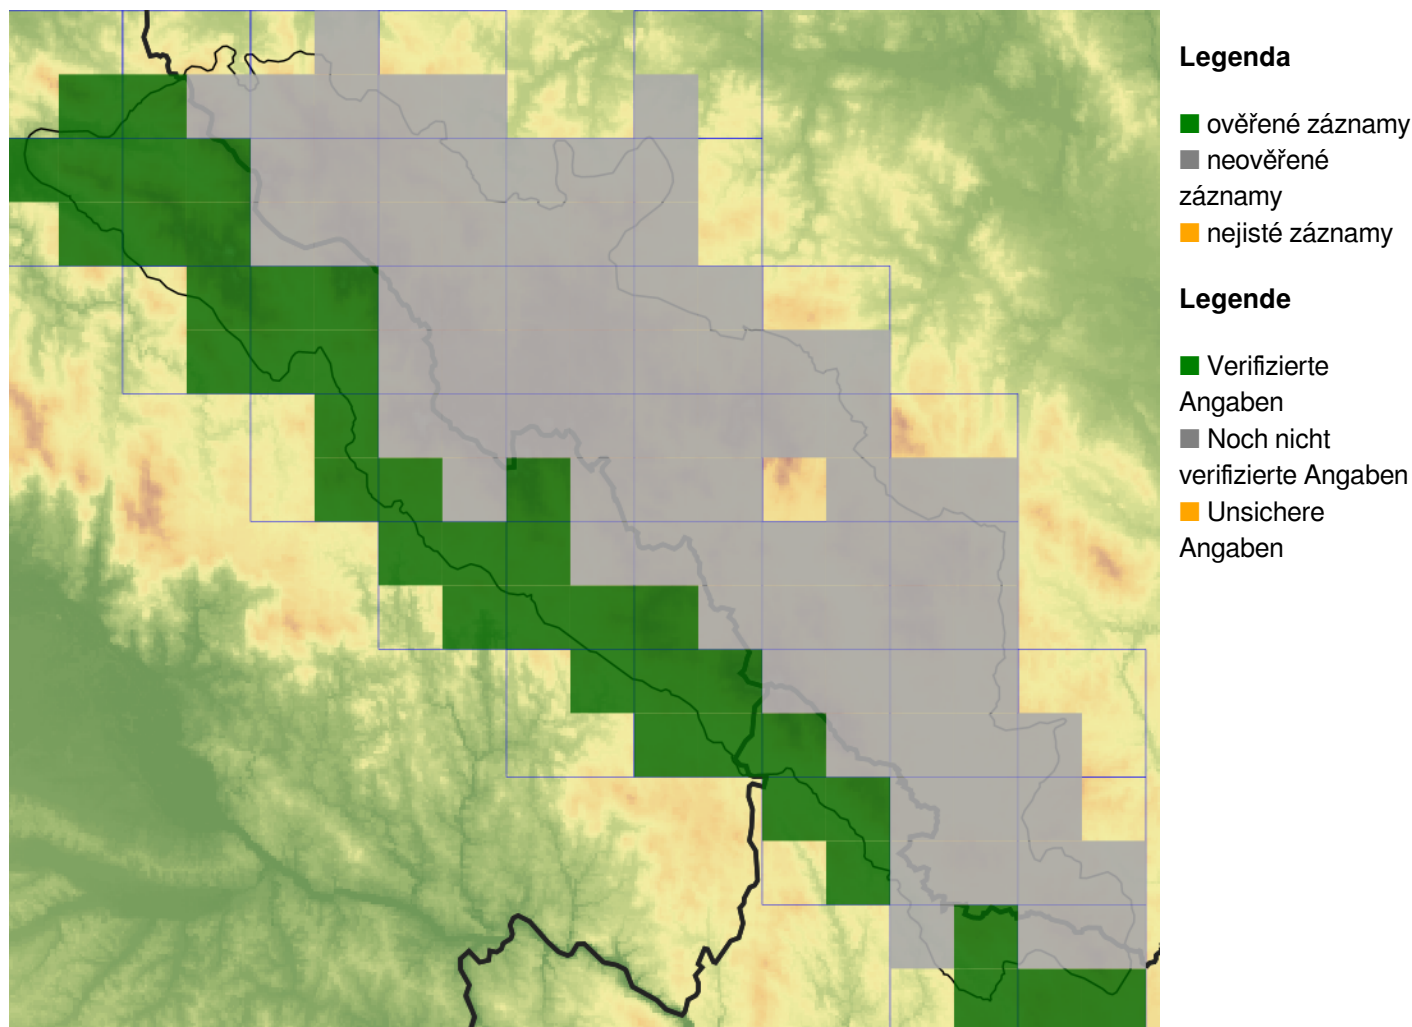 Legenda
ověřené záznamy
neověřené
záznamy
nejisté záznamy
Legende
Verifizierte
Angaben
Noch nicht
verifizierte Angaben
Unsichere
Angaben